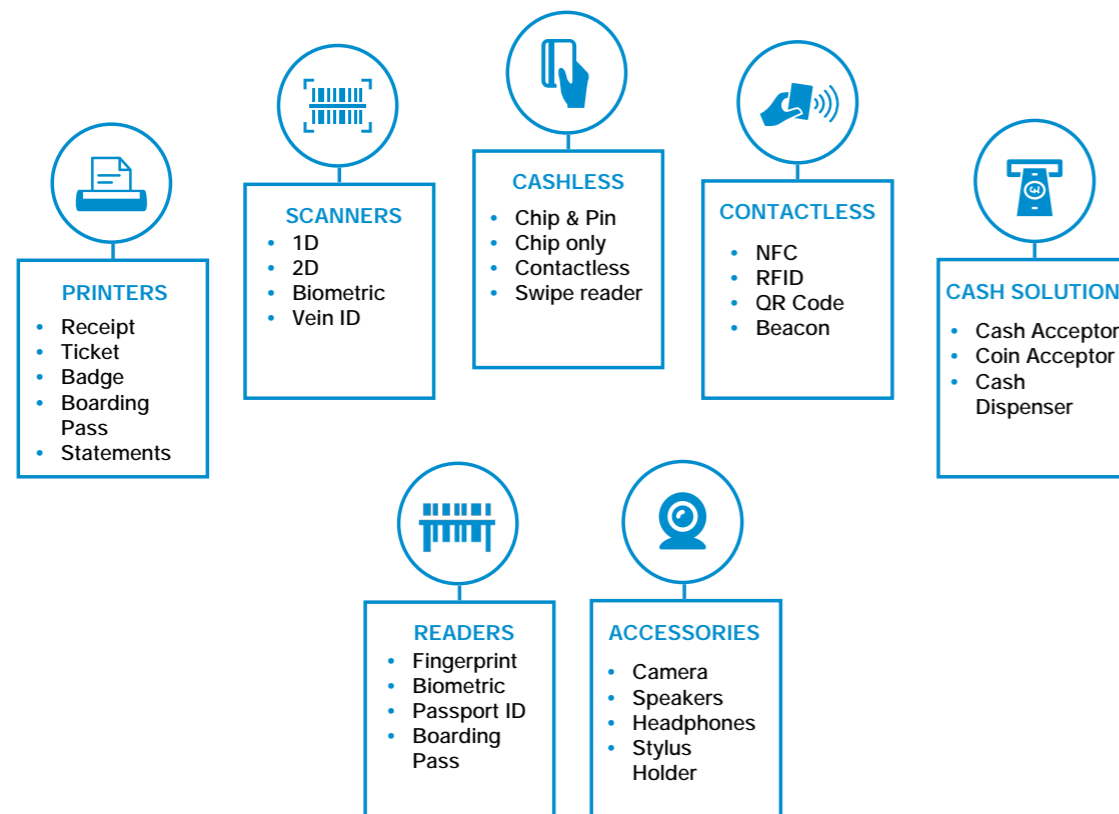 PRINTERS
• Receipt
• Ticket
• Badge
• Boarding
Pass
• Statements
SCANNERS
• 1D
• 2D
• Biometric
• Vein ID
CASHLESS
• Chip & Pin
• Chip only
• Contactless
• Swipe reader
CONTACTLESS
• NFC
• RFID
• QR Code
• Beacon
CASH SOLUTION
• Cash Acceptor
• Coin Acceptor
• Cash
Dispenser
READERS
• Fingerprint
• Biometric
• Passport ID
• Boarding
Pass
ACCESSORIES
• Camera
• Speakers
• Headphones
• Stylus
Holder